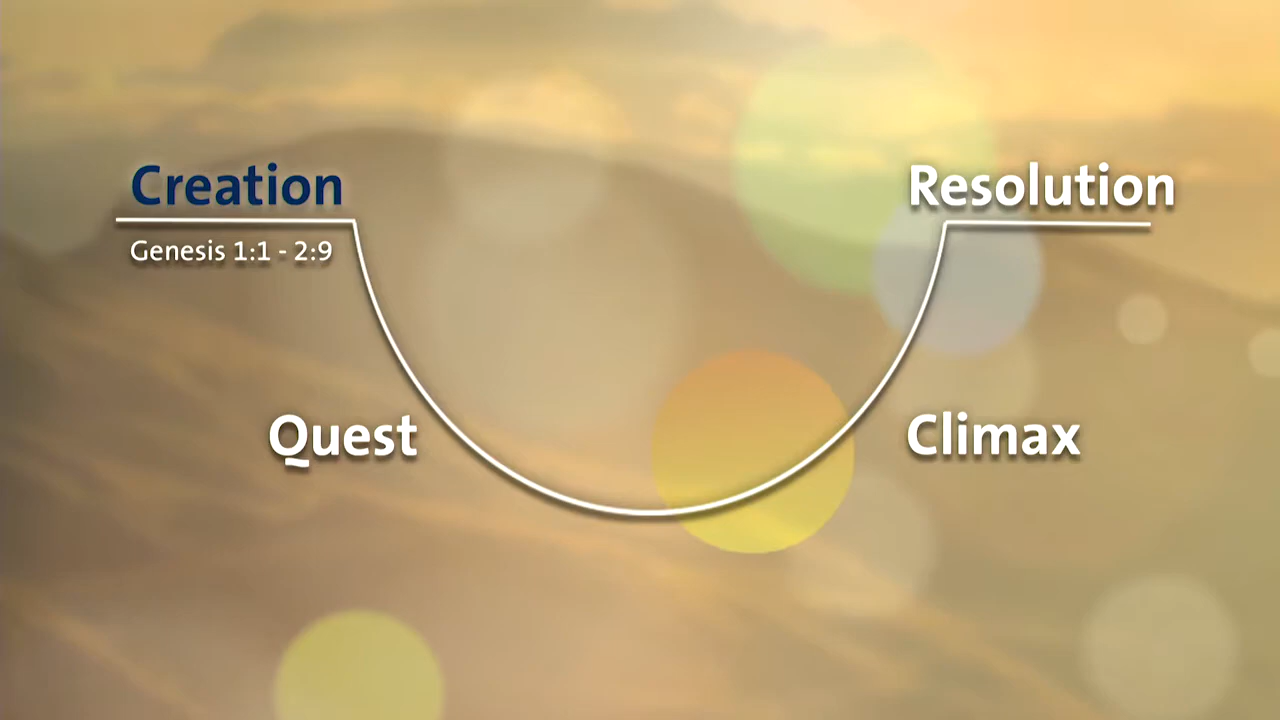 Creation
Resolution
Genesis 1:1 - 2:9
Quest
Climax